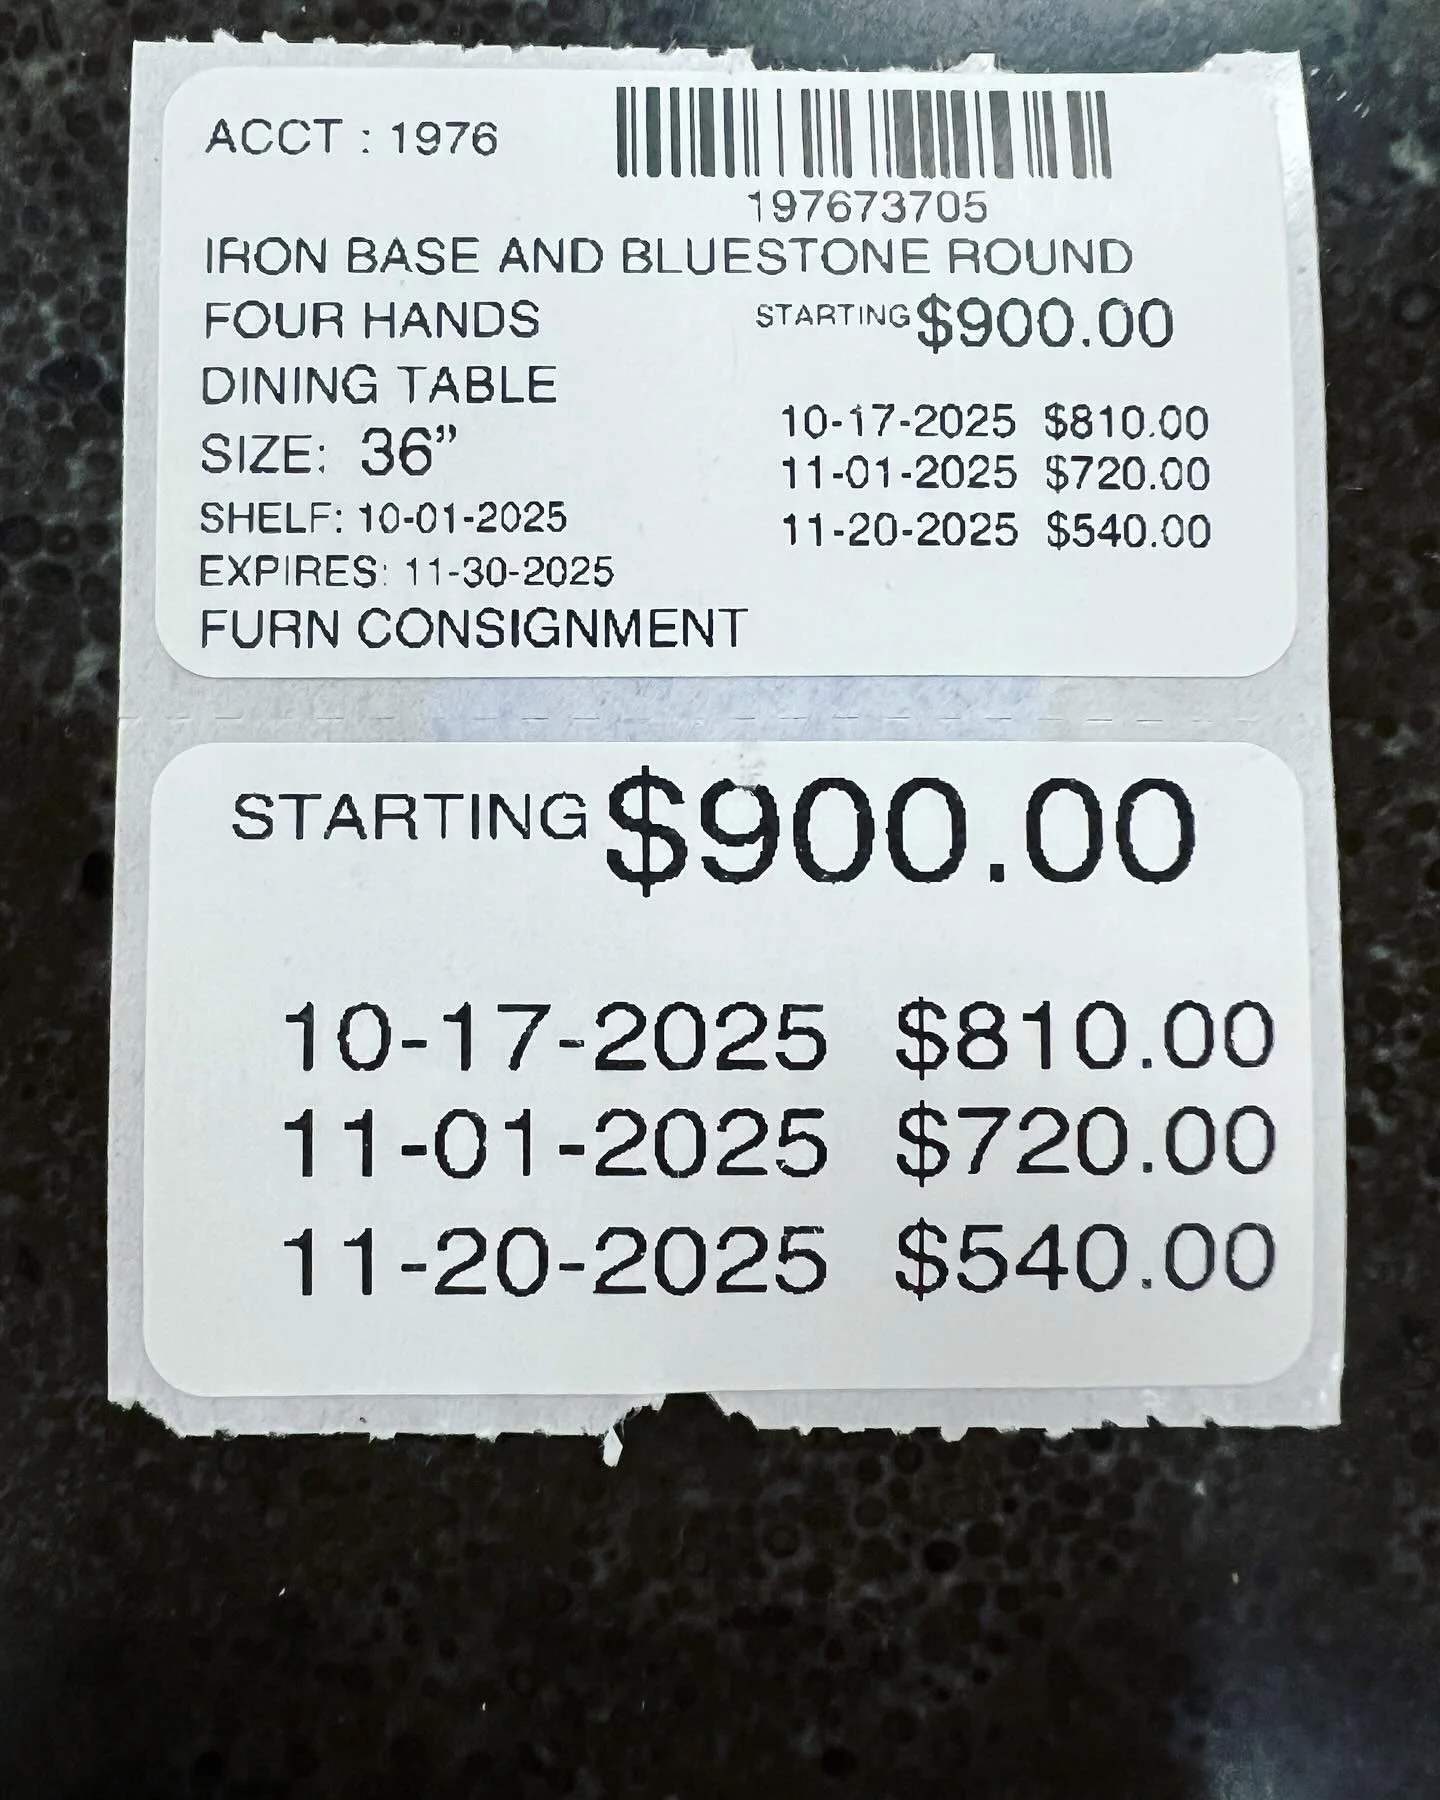 ACCT : 1976
197673705
IRON BASE AND BLUESTONE ROUND
FOUR HANDS
STARTING $900.00
DINING TABLE
10-17-2025 $810.00
SIZE: 36”
11-01-2025 $720.00
SHELF: 10-01-2025
11-20-2025 $540.00
EXPIRES: 11-30-2025
FURN CONSIGNMENT
STARTING $900.00
10-17-2025 $810.00
11-01-2025 $720.00
11-20-2025 $540.00